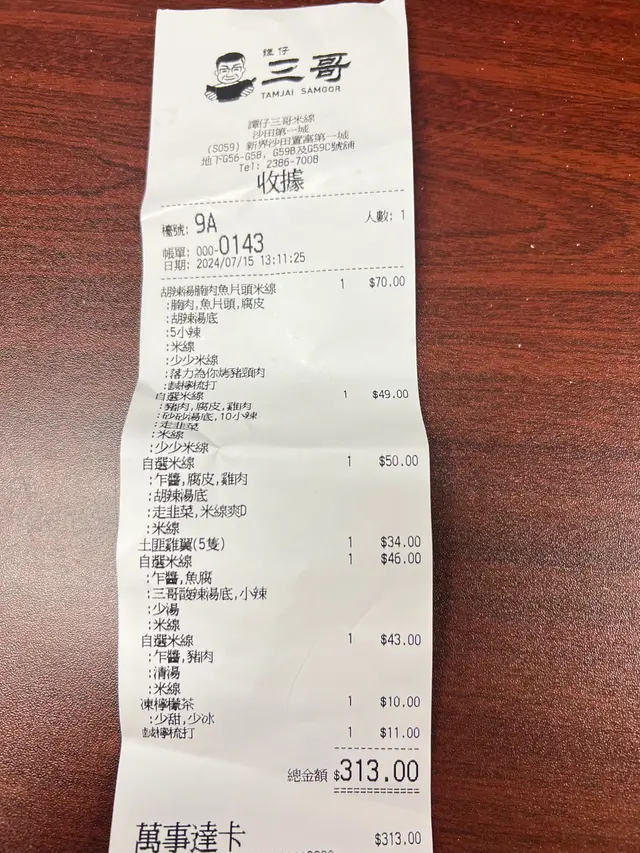 譚仔
三哥
TAMJAI SAMGOR
譚仔三哥米線
沙田第一城
(S059) 新界沙田置富第一城
地下G56-G58, G59B及G59C號舖
Tel: 2386-7008
收據
檯號: 9A 人數: 1
帳單: 000-0143
日期: 2024/07/15 13:11:25
胡辣湯腩肉魚片頭米線 1 $70.00
:腩肉,魚片頭,腐皮
:胡辣湯底
:5小辣
:米線
:少少米線
:落力為你烤豬頸肉
:鹹檸梳打
自選米線 1 $49.00
:豬肉,腐皮,雞肉
:砂砂湯底,10小辣
:走韭菜
:米線
:少少米線
自選米線 1 $50.00
:乍醬,腐皮,雞肉
:胡辣湯底
:走韭菜,米線爽D
:米線
土匪雞翼(5隻) 1 $34.00
自選米線 1 $46.00
:乍醬,魚腐
:三哥酸辣湯底,小辣
:少湯
:米線
自選米線 1 $43.00
:乍醬,豬肉
:清湯
:米線
凍檸檬茶 1 $10.00
:少甜,少冰
鹹檸梳打 1 $11.00
總金額 $313.00
萬事達卡 $313.00